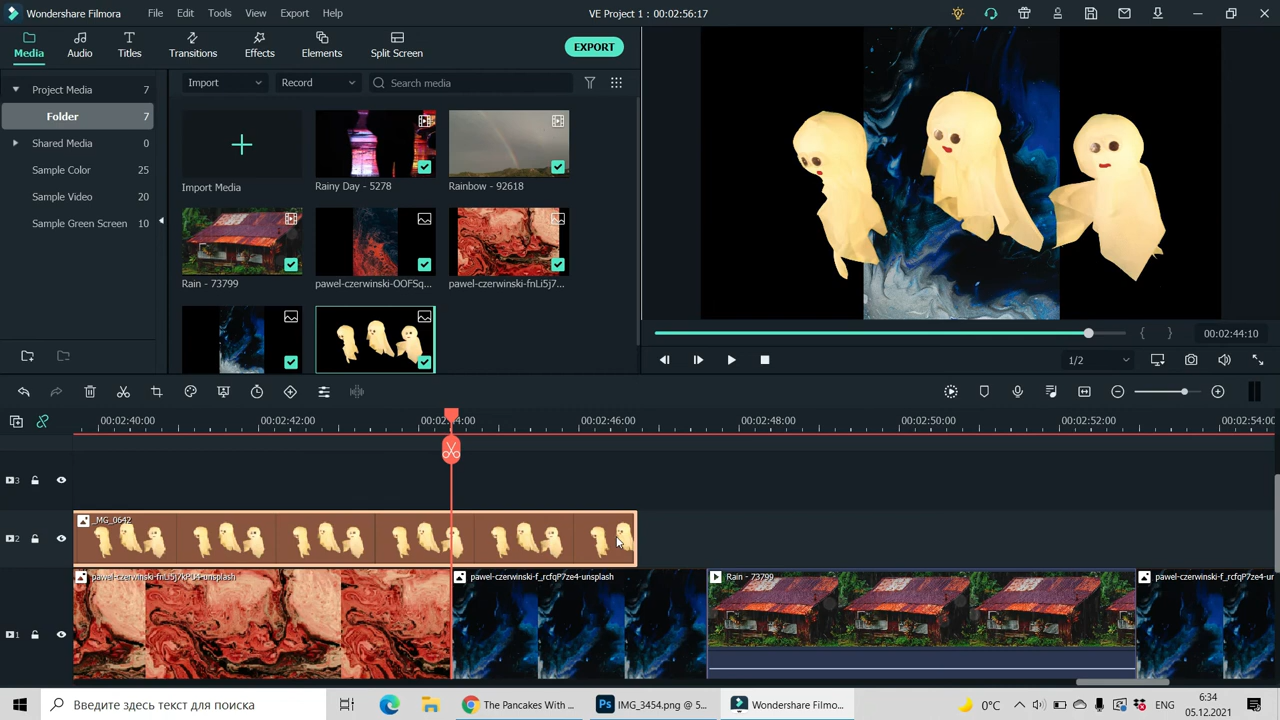 Wondershare Filmora
File
Edit
Tools
View
Export
Help
VE Project 1 : 00:02:56:17
Media
Audio
Titles
Transitions
Effects
Elements
Split Screen
EXPORT
Project Media 7
Folder 7
Shared Media 0
Sample Color 25
Sample Video 20
Sample Green Screen 10
Import
Record
Search media
Import Media
Rainy Day - 5278
Rainbow - 92618
Rain - 73799
pawel-czerwinski-OOFSq...
pawel-czerwinski-fnLi5j7...
00:02:44:10
1/2
00:02:40:00
00:02:42:00
00:02:44:00
00:02:46:00
00:02:48:00
00:02:50:00
00:02:52:00
00:02:54:00
3
2
_MG_0642
1
pawel-czerwinski-fnLi5j7kPU4-unsplash
pawel-czerwinski-f_rcfqP7ze4-unsplash
Rain - 73799
pawel-czerwinski-f_rcfqP7ze4-ur
Введите здесь текст для поиска
The Pancakes With ...
Ps
IMG_3454.png @ 5...
Wondershare Filmo...
0°C
ENG
6:34
05.12.2021